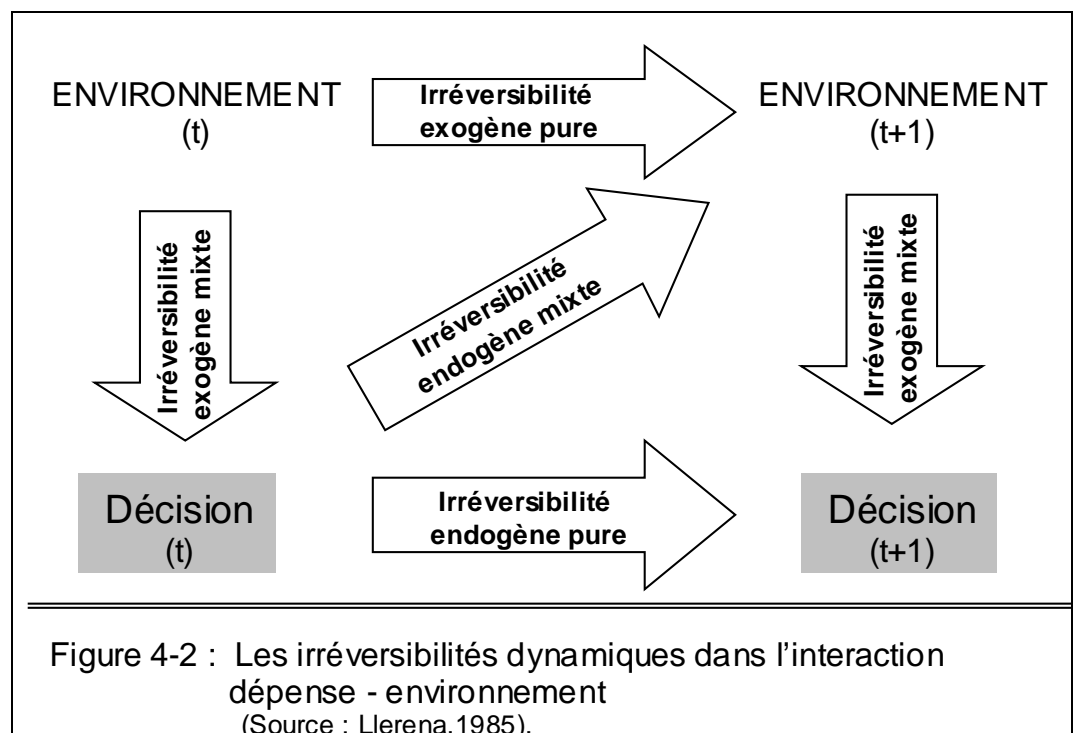 ENVIRONNEMENT
(t)
Irréversibilité
exogène pure
ENVIRONNEMENT
(t+1)
Irréversibilité
exogène mixte
Irréversibilité
endogène mixte
Irréversibilité
exogène mixte
Décision
(t)
Irréversibilité
endogène pure
Décision
(t+1)
Figure 4-2 : Les irréversibilités dynamiques dans l'interaction
dépense - environnement
(Source : Llerena,1985).